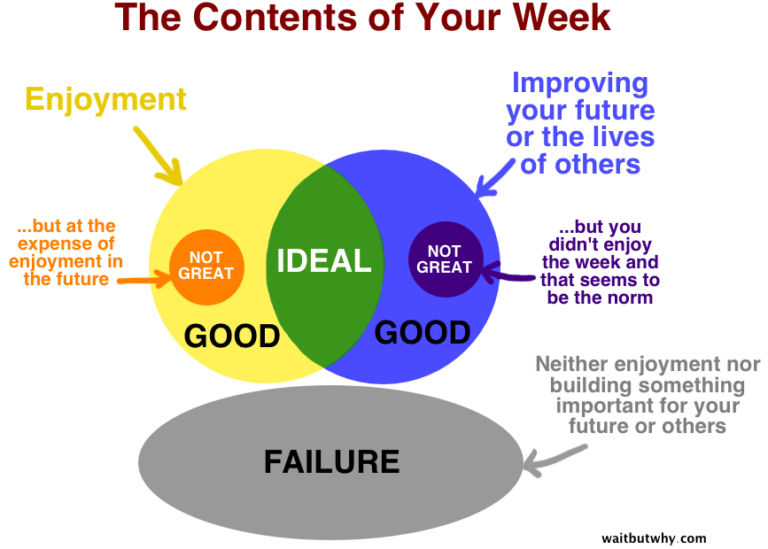 The Contents of Your Week
Enjoyment
Improving
your future
or the lives
of others
...but at the
expense of
enjoyment in
the future
NOT
GREAT
IDEAL
NOT
GREAT
...but you
didn't enjoy
the week and
that seems to
be the norm
GOOD
GOOD
Neither enjoyment nor
building something
important for your
future or others
FAILURE
waitbutwhy.com